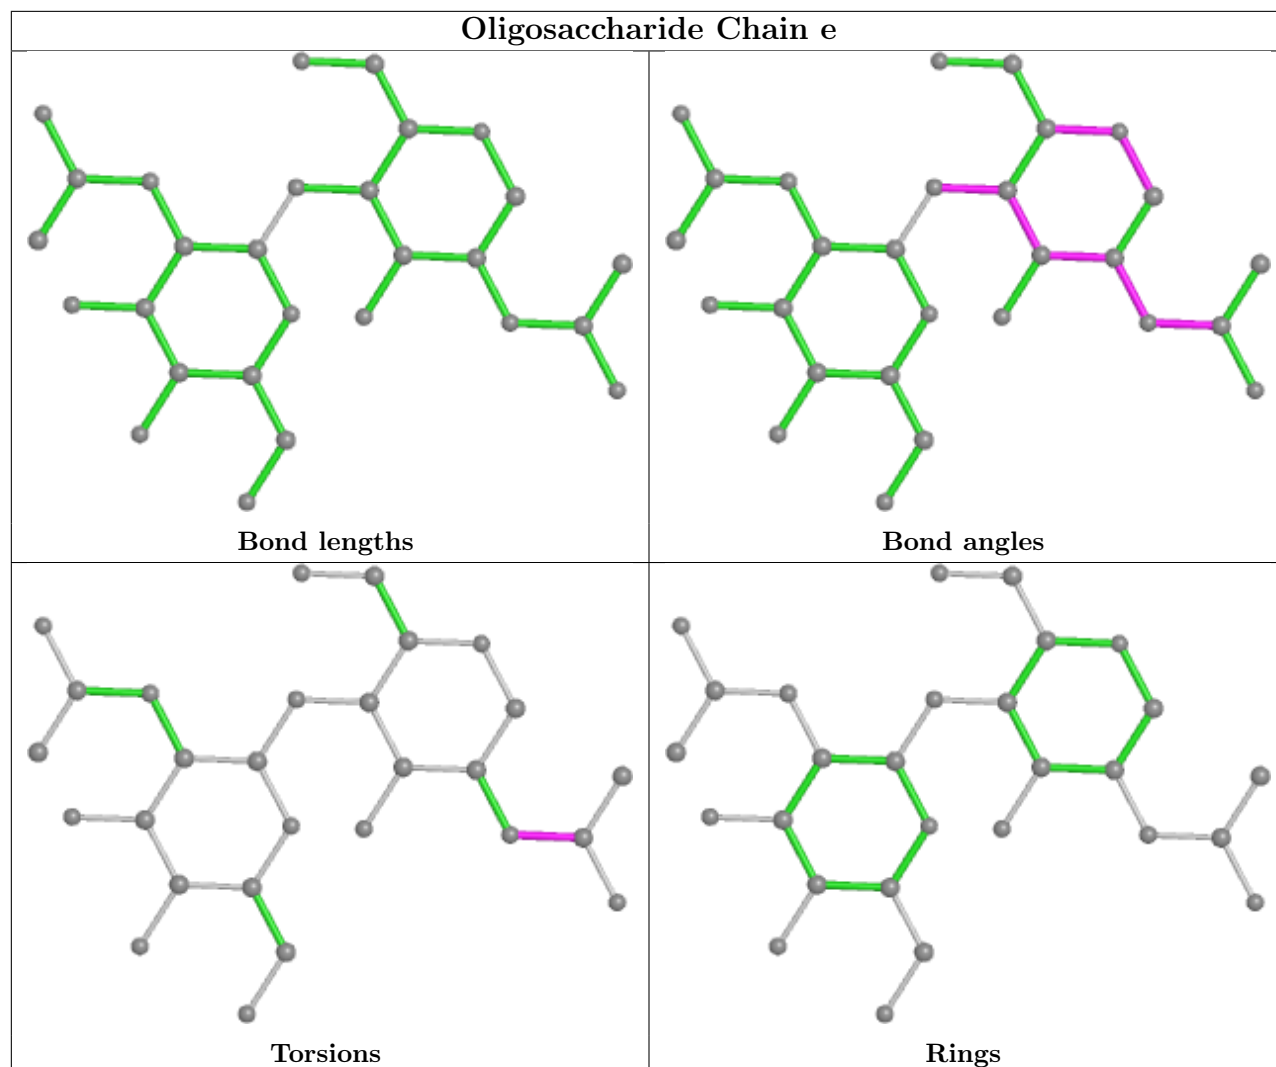 Oligosaccharide Chain e
Bond lengths
Bond angles
Torsions
Rings